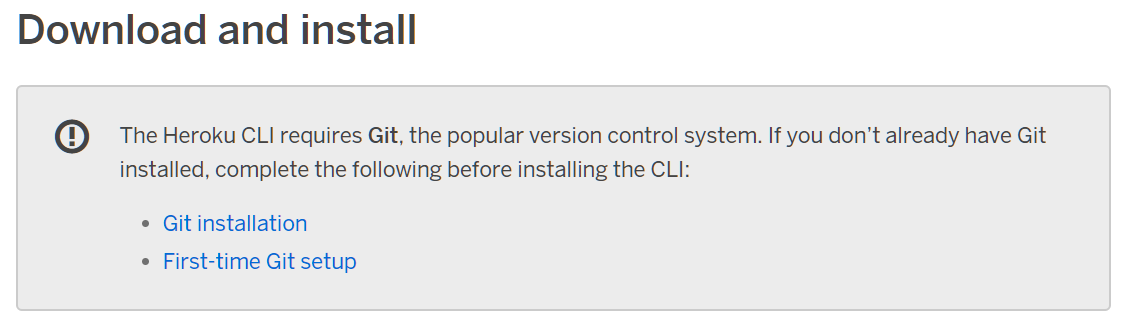 Download and install
The Heroku CLI requires Git, the popular version control system. If you don’t already have Git
installed, complete the following before installing the CLI:
• Git installation
• First-time Git setup